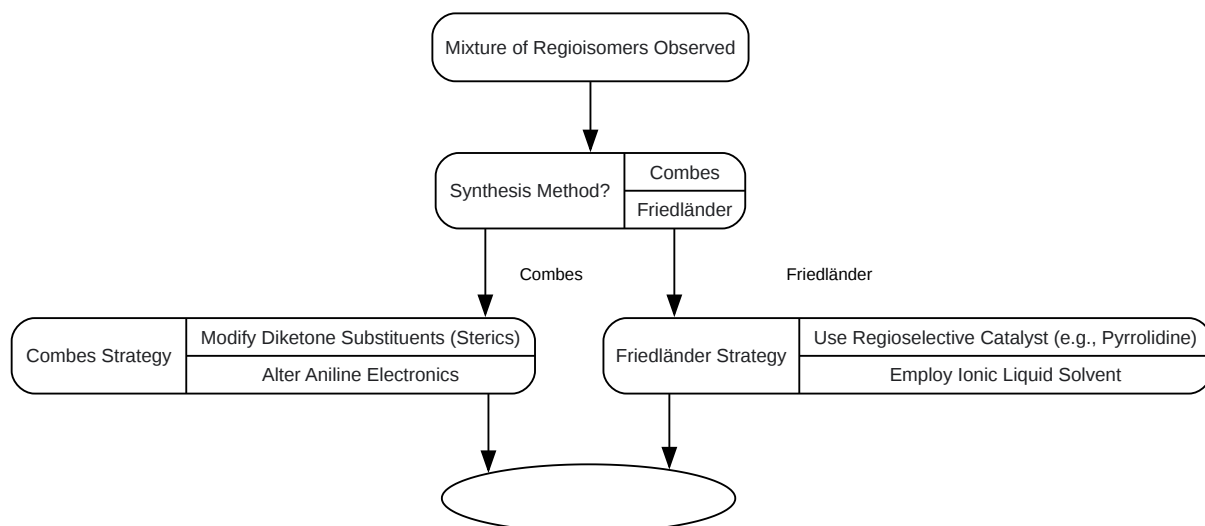 Mixture of Regioisomers Observed
Synthesis Method?
Combes
Friedländer
Combes
Friedländer
Combes Strategy
Modify Diketone Substituents (Sterics)
Alter Aniline Electronics
Friedländer Strategy
Use Regioselective Catalyst (e.g., Pyrrolidine)
Employ Ionic Liquid Solvent